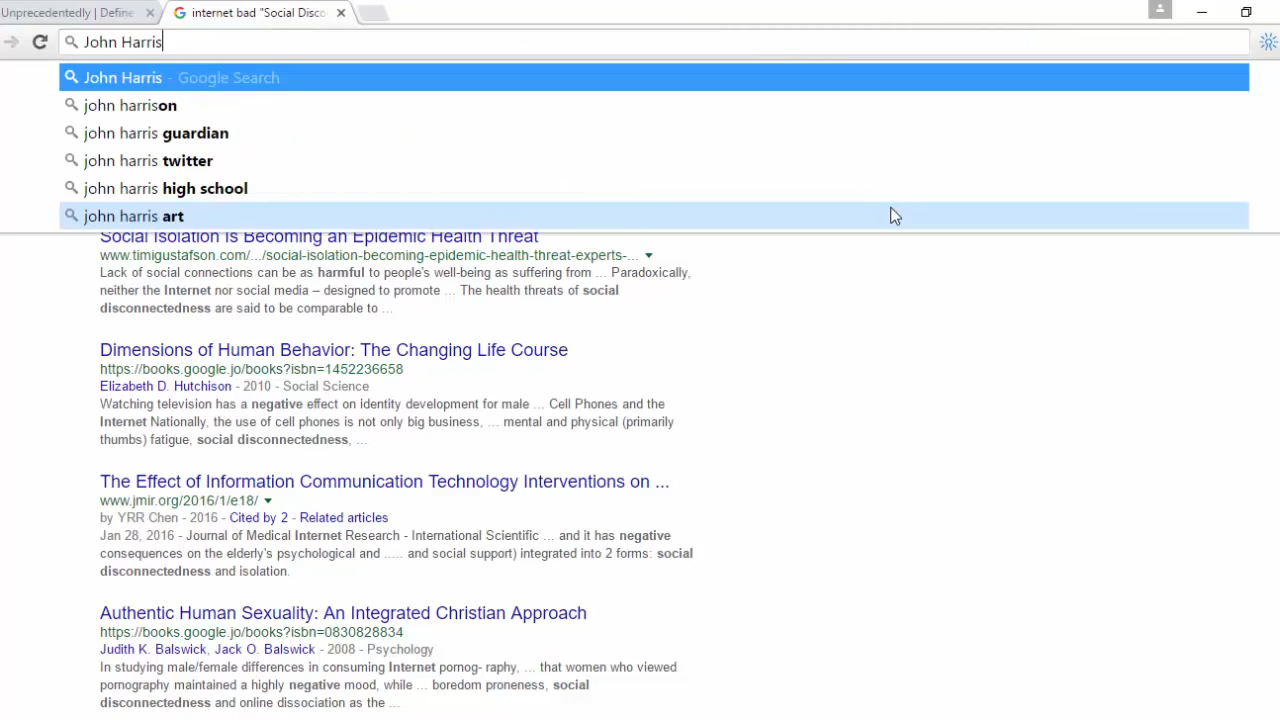 Unprecedentedly | Define
internet bad "Social Disco
John Harris
John Harris - Google Search
john harrison
john harris guardian
john harris twitter
john harris high school
john harris art
Social Isolation Is Becoming an Epidemic Health Threat
www.timigustafson.com/.../social-isolation-becoming-epidemic-health-threat-experts-...
Lack of social connections can be as harmful to people's well-being as suffering from ... Paradoxically,
neither the Internet nor social media – designed to promote ... The health threats of social
disconnectedness are said to be comparable to ...
Dimensions of Human Behavior: The Changing Life Course
https://books.google.jo/books?isbn=1452236658
Elizabeth D. Hutchison - 2010 - Social Science
Watching television has a negative effect on identity development for male ... Cell Phones and the
Internet Nationally, the use of cell phones is not only big business, ... mental and physical (primarily
thumbs) fatigue, social disconnectedness, ...
The Effect of Information Communication Technology Interventions on ...
www.jmir.org/2016/1/e18/
by YRR Chen - 2016 - Cited by 2 - Related articles
Jan 28, 2016 - Journal of Medical Internet Research - International Scientific ... and it has negative
consequences on the elderly's psychological and ..... and social support) integrated into 2 forms: social
disconnectedness and isolation.
Authentic Human Sexuality: An Integrated Christian Approach
https://books.google.jo/books?isbn=0830828834
Judith K. Balswick, Jack O. Balswick - 2008 - Psychology
In studying male/female differences in consuming Internet pornog- raphy, ... that women who viewed
pornography maintained a highly negative mood, while ... boredom proneness, social
disconnectedness and online dissociation as the ...